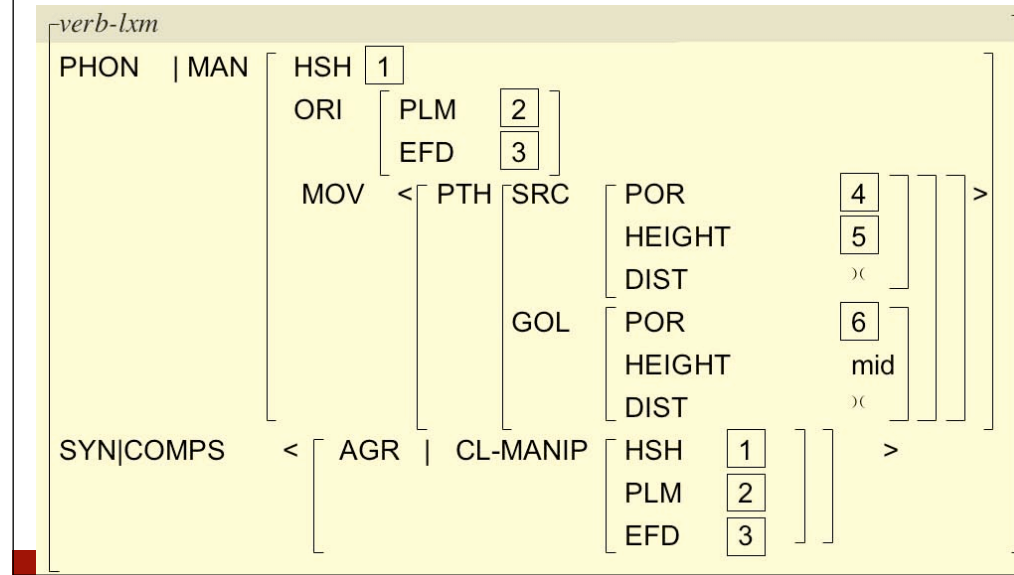 verb-lxm
PHON | MAN HSH 1
ORI PLM 2
EFD 3
MOV < PTH SRC POR 4 >
HEIGHT 5
DIST )(
GOL POR 6
HEIGHT mid
DIST )(
SYN|COMPS < AGR | CL-MANIP HSH 1 >
PLM 2
EFD 3